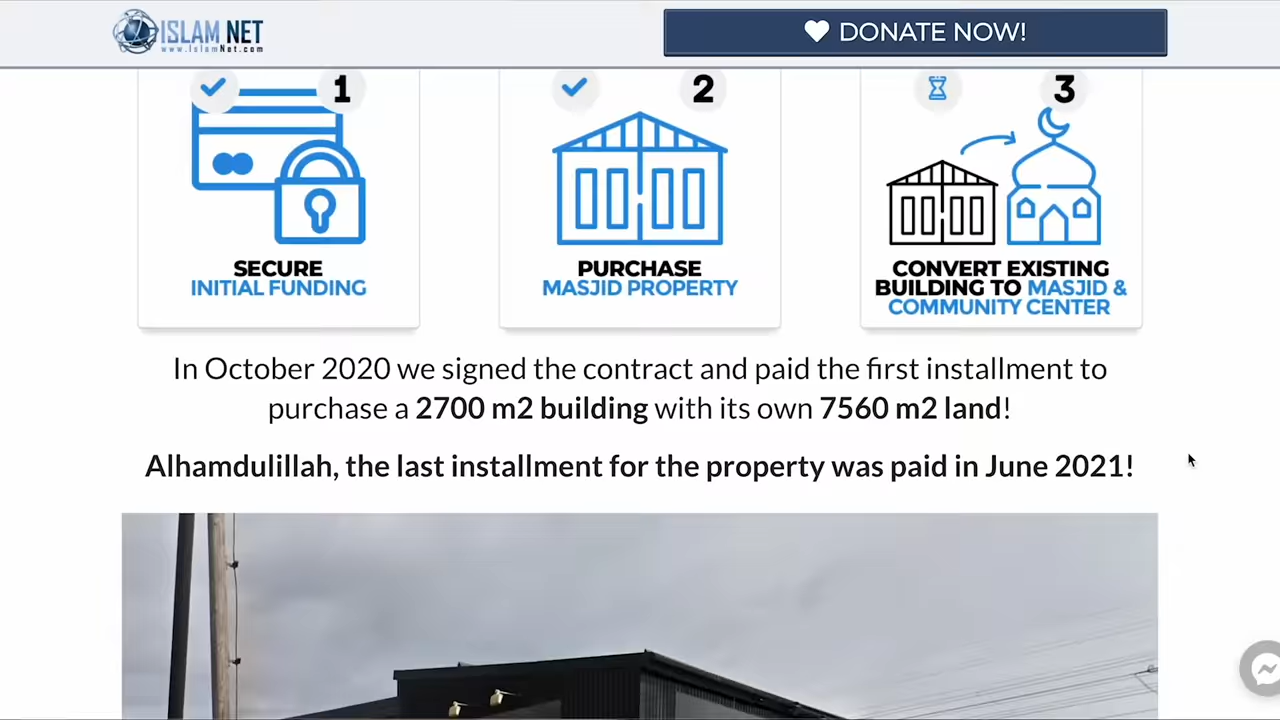 ISLAM NET
www.IslamNet.com
DONATE NOW!
1
2
3
SECURE
INITIAL FUNDING
PURCHASE
MASJID PROPERTY
CONVERT EXISTING
BUILDING TO MASJID &
COMMUNITY CENTER
In October 2020 we signed the contract and paid the first installment to
purchase a 2700 m2 building with its own 7560 m2 land!
Alhamdulillah, the last installment for the property was paid in June 2021!